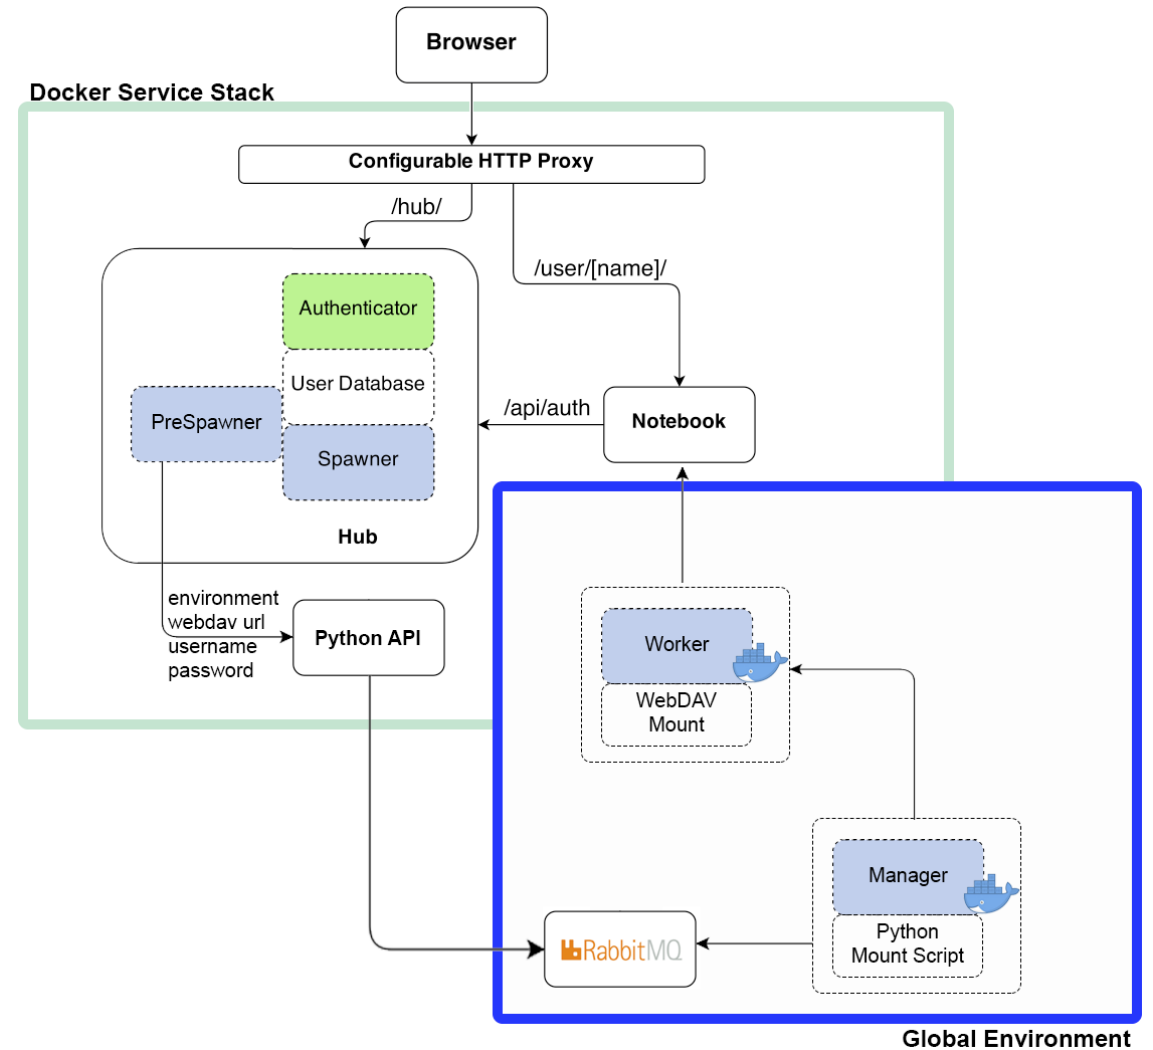 Browser
Docker Service Stack
Configurable HTTP Proxy
/hub/
/user/[name]/
Authenticator
User Database
/api/auth
Notebook
PreSpawner
Spawner
Hub
environment
webdav url
username
password
Python API
Worker
WebDAV
Mount
Manager
Python
Mount Script
RabbitMQ
Global Environment